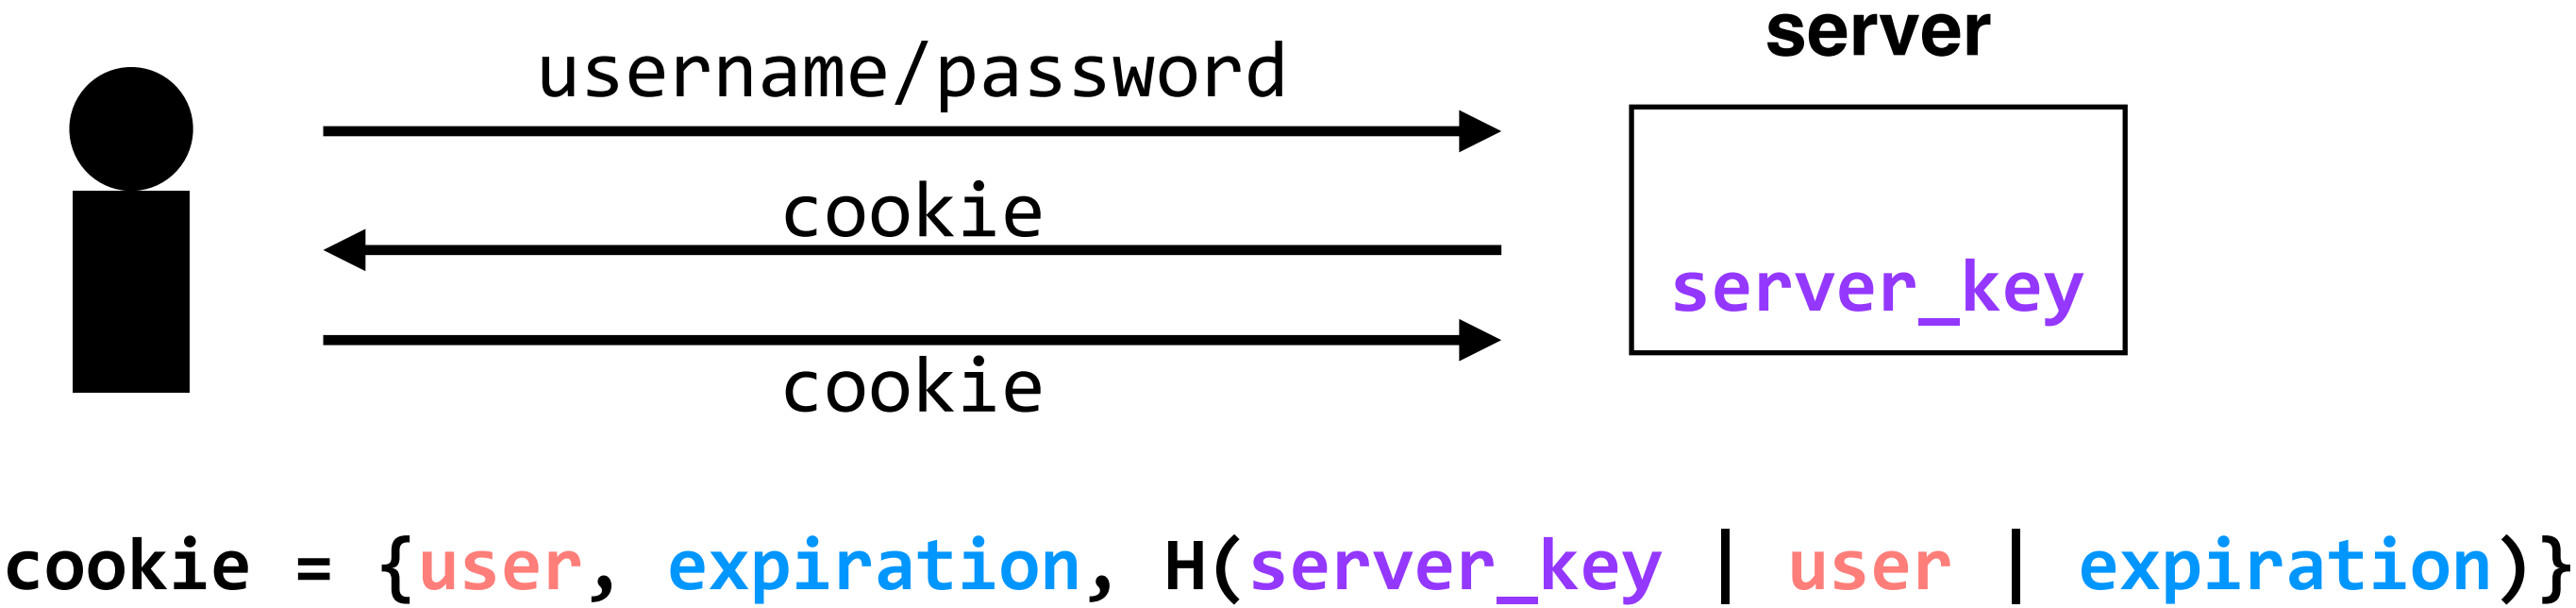 server
username/password
cookie
server_key
cookie
cookie = {user, expiration, H(server_key | user | expiration)}